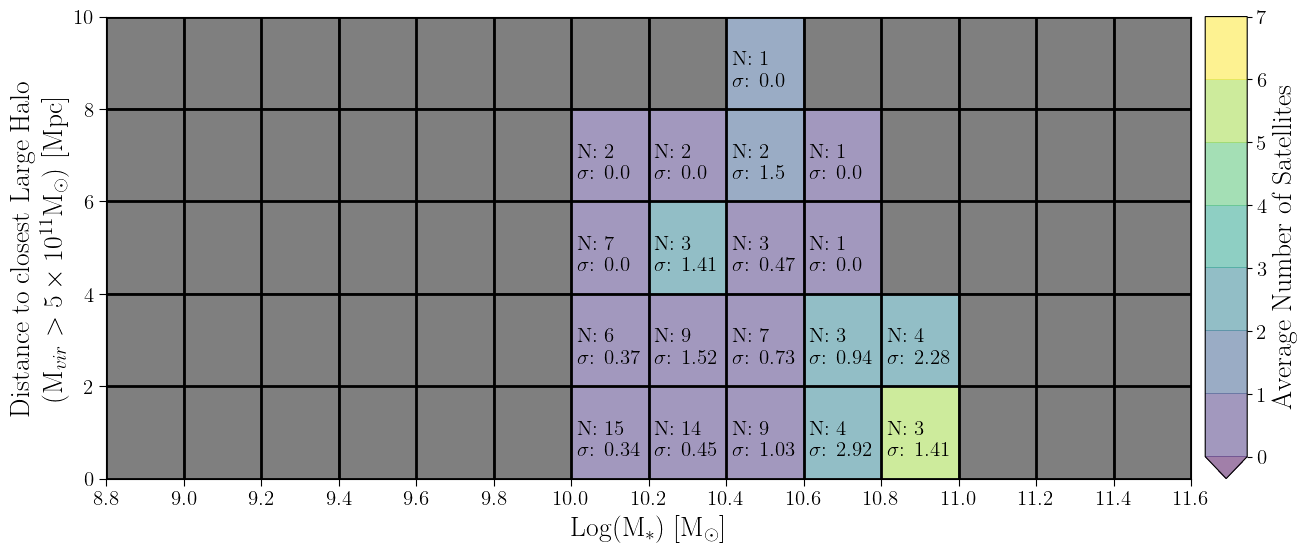 10
8
6
4
2
0
Distance to closest Large Halo
(M_vir > 5 × 10^11 M_⊙) [Mpc]
N: 1
σ: 0.0
N: 2
σ: 0.0
N: 2
σ: 0.0
N: 2
σ: 1.5
N: 1
σ: 0.0
N: 7
σ: 0.0
N: 3
σ: 1.41
N: 3
σ: 0.47
N: 1
σ: 0.0
N: 6
σ: 0.37
N: 9
σ: 1.52
N: 7
σ: 0.73
N: 3
σ: 0.94
N: 4
σ: 2.28
N: 15
σ: 0.34
N: 14
σ: 0.45
N: 9
σ: 1.03
N: 4
σ: 2.92
N: 3
σ: 1.41
8.8 9.0 9.2 9.4 9.6 9.8 10.0 10.2 10.4 10.6 10.8 11.0 11.2 11.4 11.6
Log(M_*) [M_⊙]
7
6
5
4
3
2
1
0
Average Number of Satellites